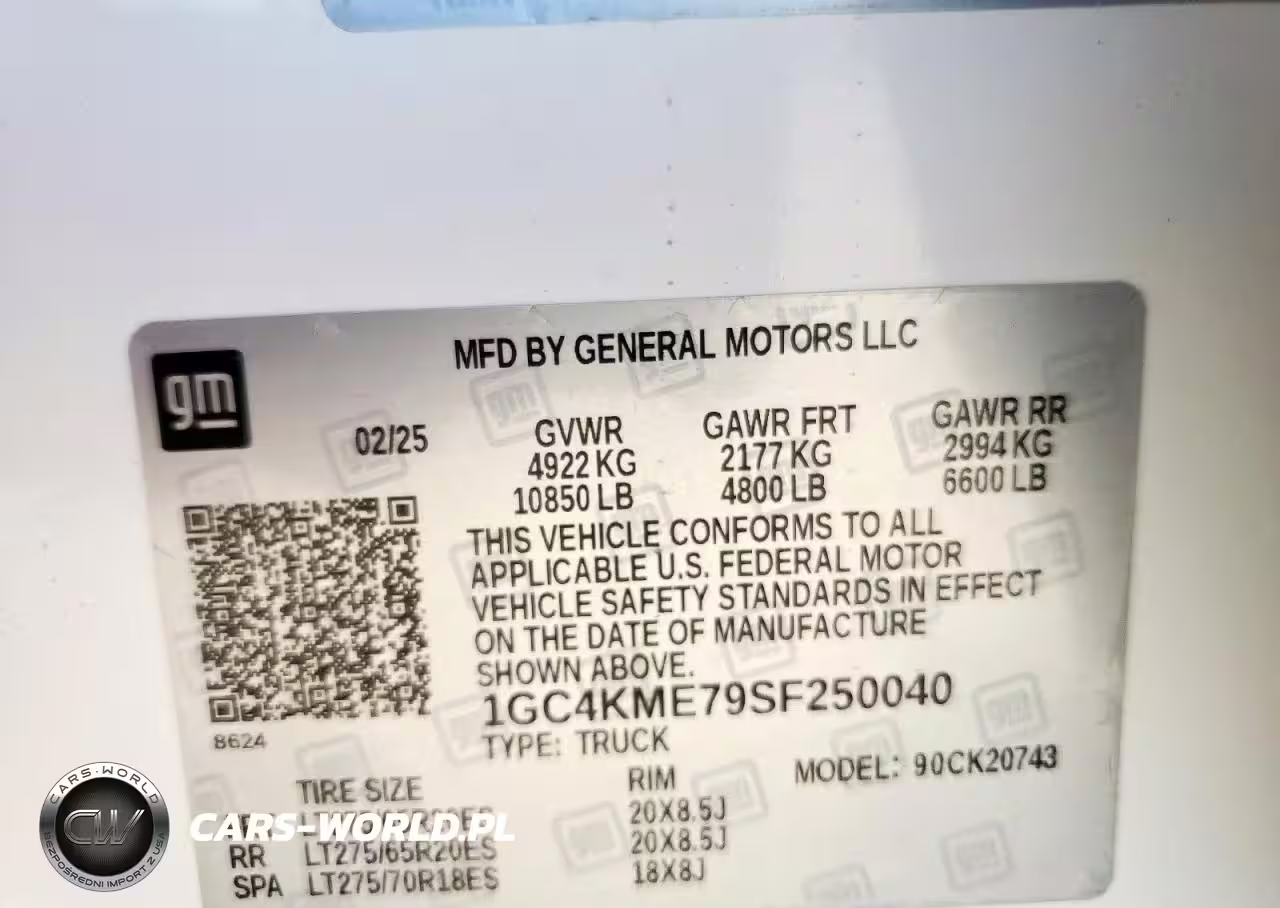 MFD BY GENERAL MOTORS LLC
gm
02/25
GVWR GAWR FRT GAWR RR
4922 KG 2177 KG 2994 KG
10850 LB 4800 LB 6600 LB
THIS VEHICLE CONFORMS TO ALL
APPLICABLE U.S. FEDERAL MOTOR
VEHICLE SAFETY STANDARDS IN EFFECT
ON THE DATE OF MANUFACTURE
SHOWN ABOVE.
1GC4KME79SF250040
8624
TYPE: TRUCK
MODEL: 90CK20743
TIRE SIZE RIM
20X8.5J
RR LT275/65R20ES 20X8.5J
SPA LT275/70R18ES 18X8J
CARS-WORLD
CW
BEZPOŚREDNI IMPORT Z USA
CARS-WORLD.PL